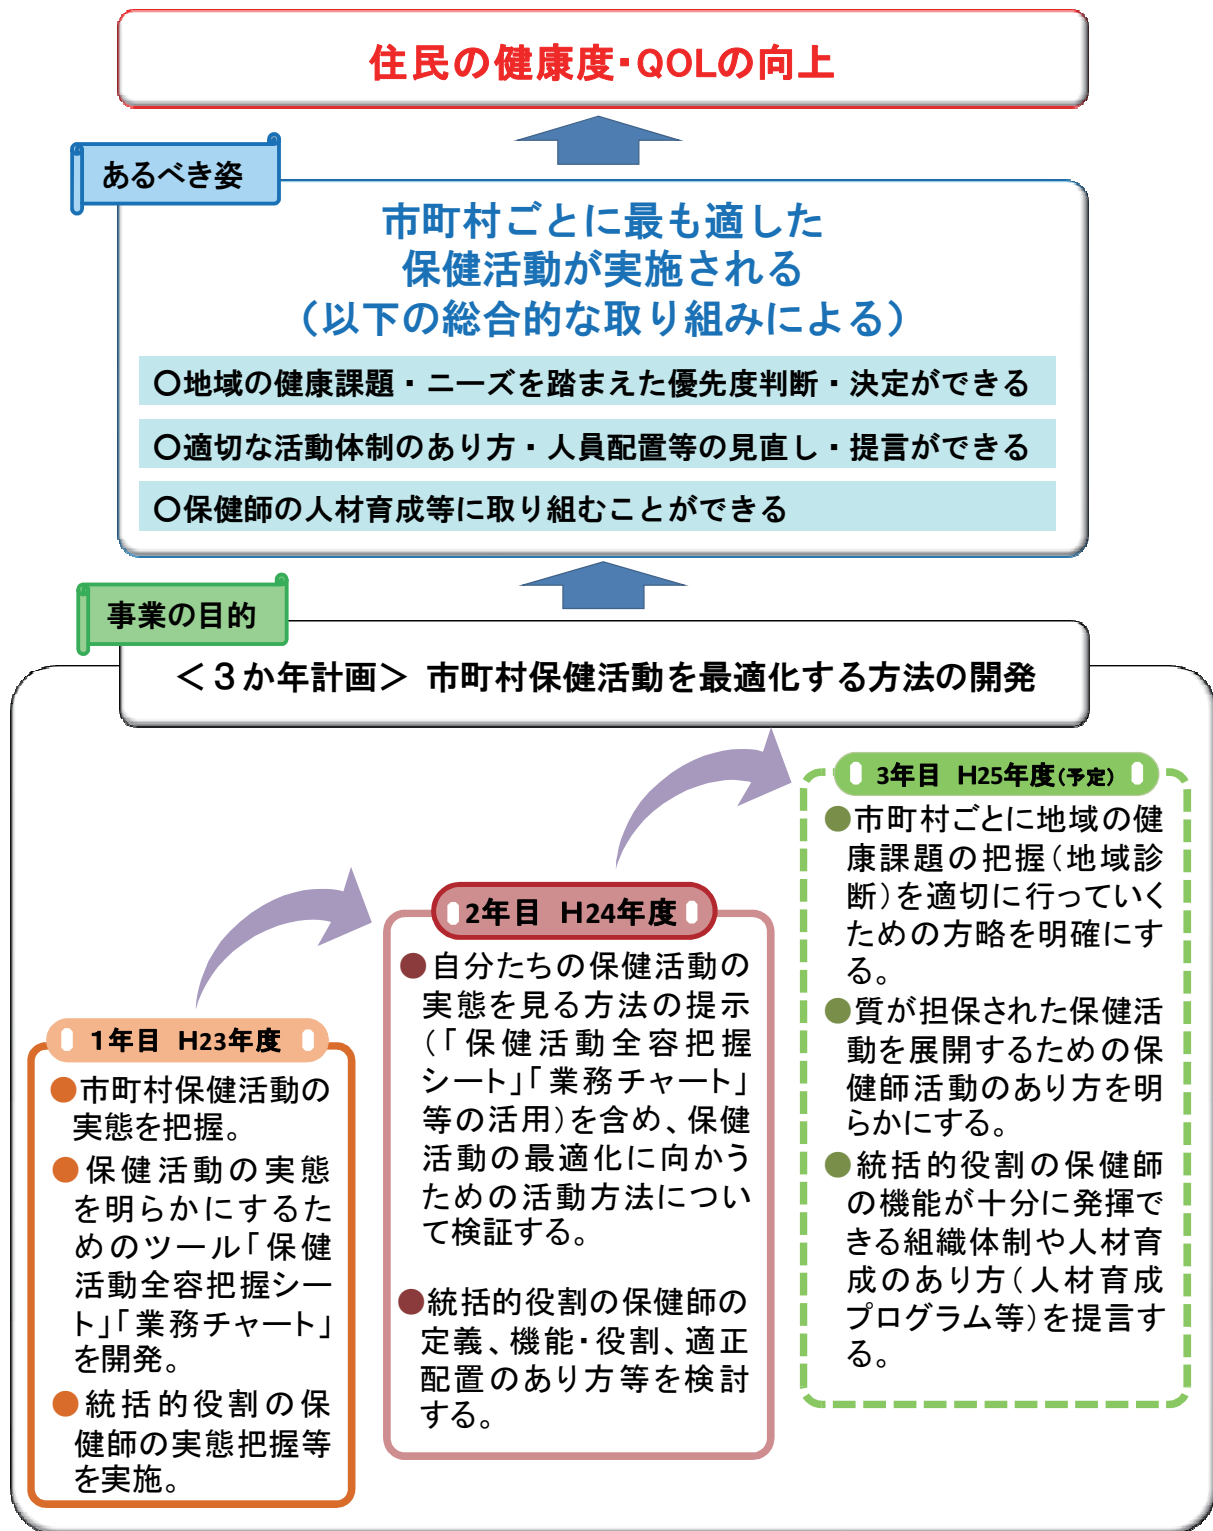 住民の健康度・QOLの向上
あるべき姿
市町村ごとに最も適した
保健活動が実施される
（以下の総合的な取り組みによる）
○地域の健康課題・ニーズを踏まえた優先度判断・決定ができる
○適切な活動体制のあり方・人員配置等の見直し・提言ができる
○保健師の人材育成等に取り組むことができる
事業の目的
＜３か年計画＞ 市町村保健活動を最適化する方法の開発
1年目 H23年度
●市町村保健活動の
実態を把握。
●保健活動の実態
を明らかにするた
めのツール「保健
活動全容把握シー
ト」「業務チャート」
を開発。
●統括的役割の保
健師の実態把握等
を実施。
2年目 H24年度
●自分たちの保健活動の
実態を見る方法の提示
（「保健活動全容把握
シート」「業務チャート」
等の活用）を含め、保健
活動の最適化に向かう
ための活動方法につい
て検証する。
●統括的役割の保健師の
定義、機能・役割、適正
配置のあり方等を検討
する。
3年目 H25年度（予定）
●市町村ごとに地域の健
康課題の把握（地域診
断）を適切に行っていく
ための方略を明確にす
る。
●質が担保された保健活
動を展開するための保
健師活動のあり方を明
らかにする。
●統括的役割の保健師
の機能が十分に発揮で
きる組織体制や人材育
成のあり方（人材育成
プログラム等）を提言す
る。